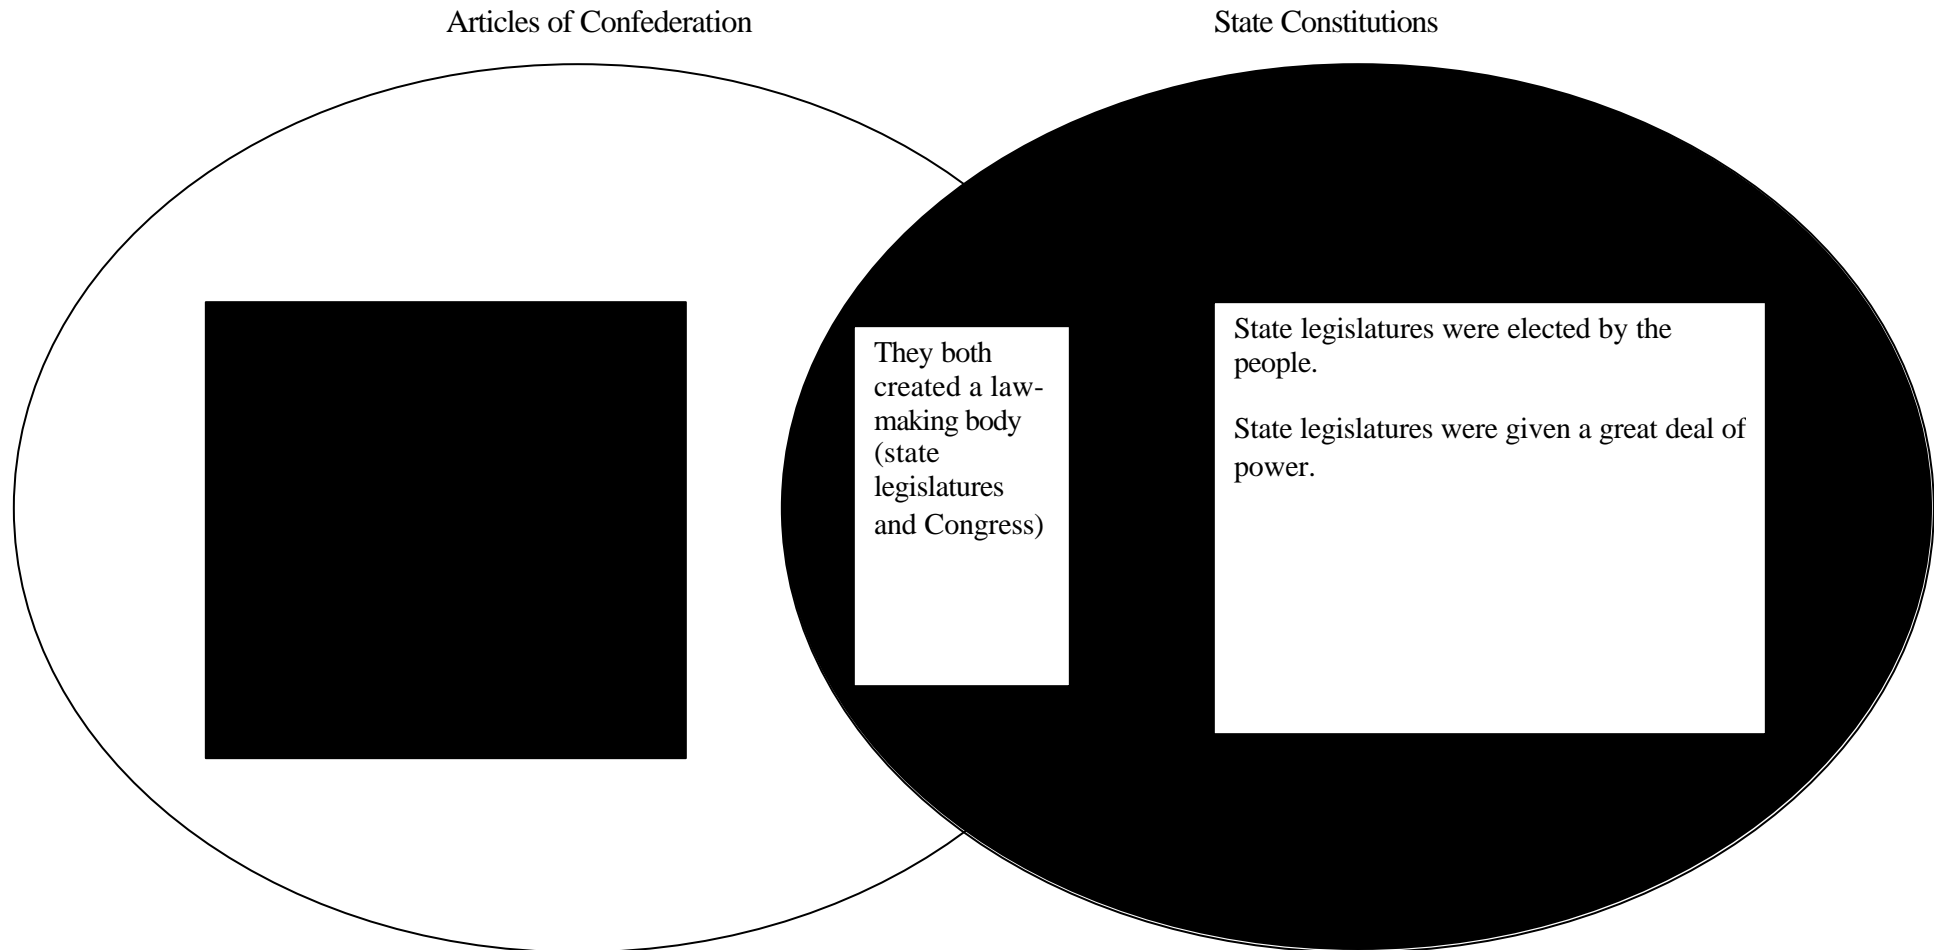 Articles of Confederation
State Constitutions
They both
created a law-
making body
(state
legislatures
and Congress)
State legislatures were elected by the
people.
State legislatures were given a great deal of
power.